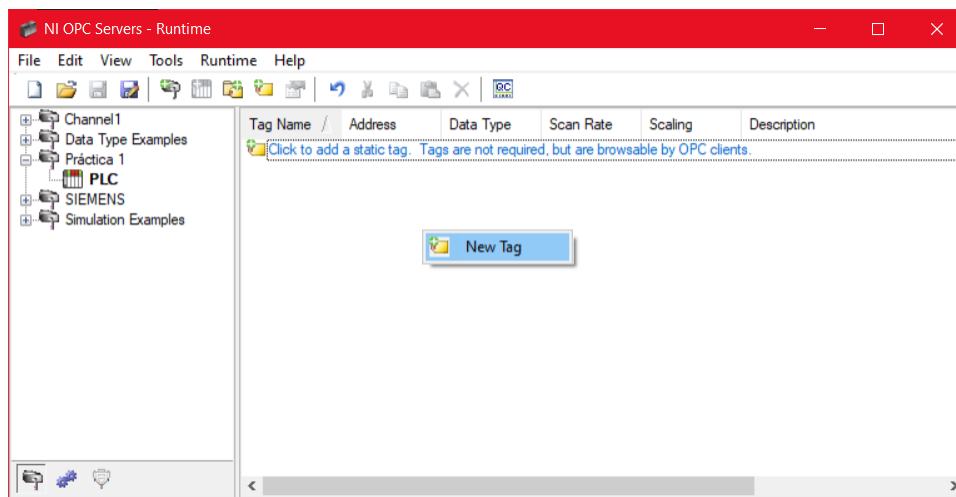 NI OPC Servers - Runtime
File Edit View Tools Runtime Help
QC
Channel1
Data Type Examples
Práctica 1
PLC
SIEMENS
Simulation Examples
Tag Name Address Data Type Scan Rate Scaling Description
Click to add a static tag. Tags are not required, but are browsable by OPC clients.
New Tag